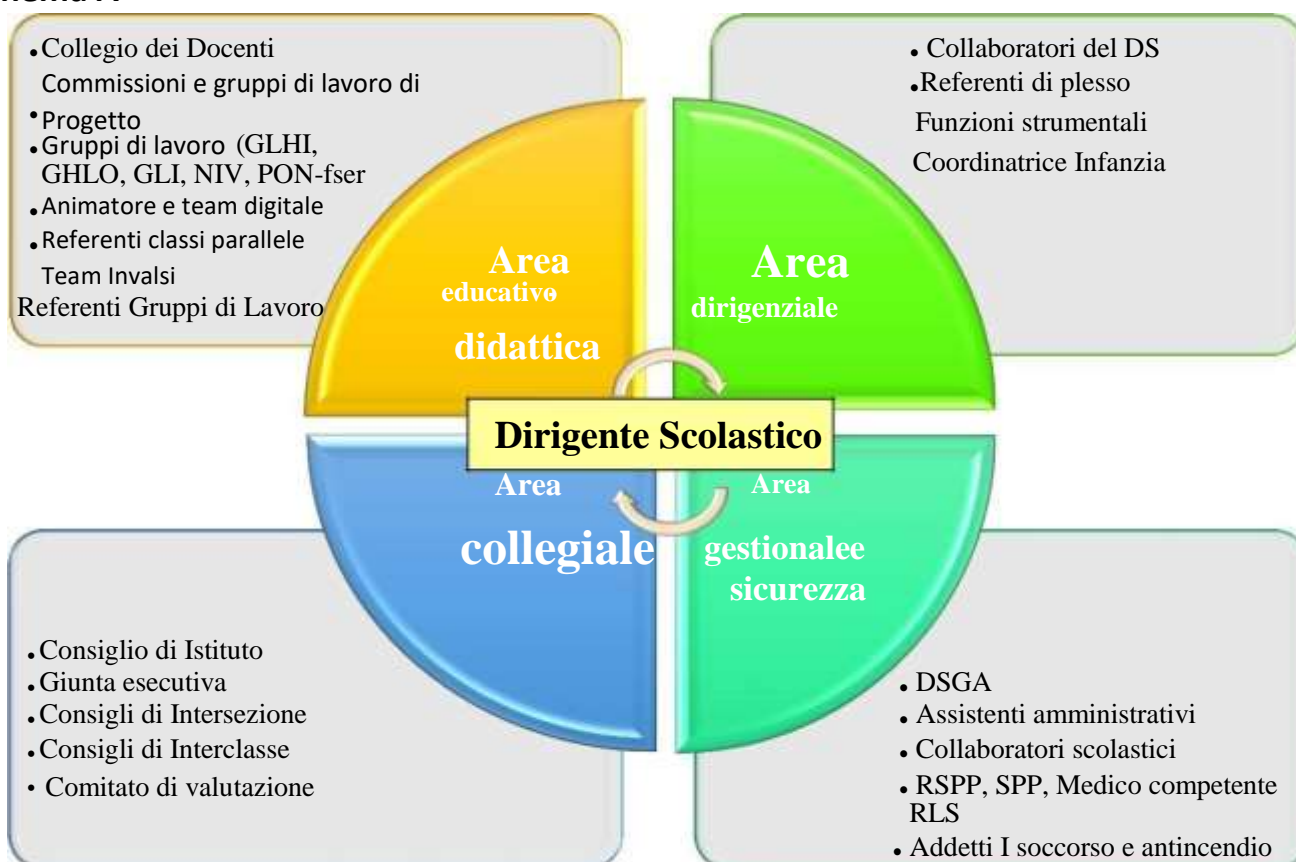 • Collegio dei Docenti
Commissioni e gruppi di lavoro di
• Progetto
• Gruppi di lavoro (GLHI,
GHLO, GLI, NIV, PON-fser
• Animatore e team digitale
• Referenti classi parallele
Team Invalsi
Referenti Gruppi di Lavoro
• Collaboratori del DS
• Referenti di plesso
Funzioni strumentali
Coordinatrice Infanzia
Area
educativo
didattica
Area
dirigenziale
Dirigente Scolastico
Area
collegiale
Area
gestionalee
sicurezza
• Consiglio di Istituto
• Giunta esecutiva
• Consigli di Intersezione
• Consigli di Interclasse
• Comitato di valutazione
• DSGA
• Assistenti amministrativi
• Collaboratori scolastici
• RSPP, SPP, Medico competente
RLS
• Addetti I soccorso e antincendio